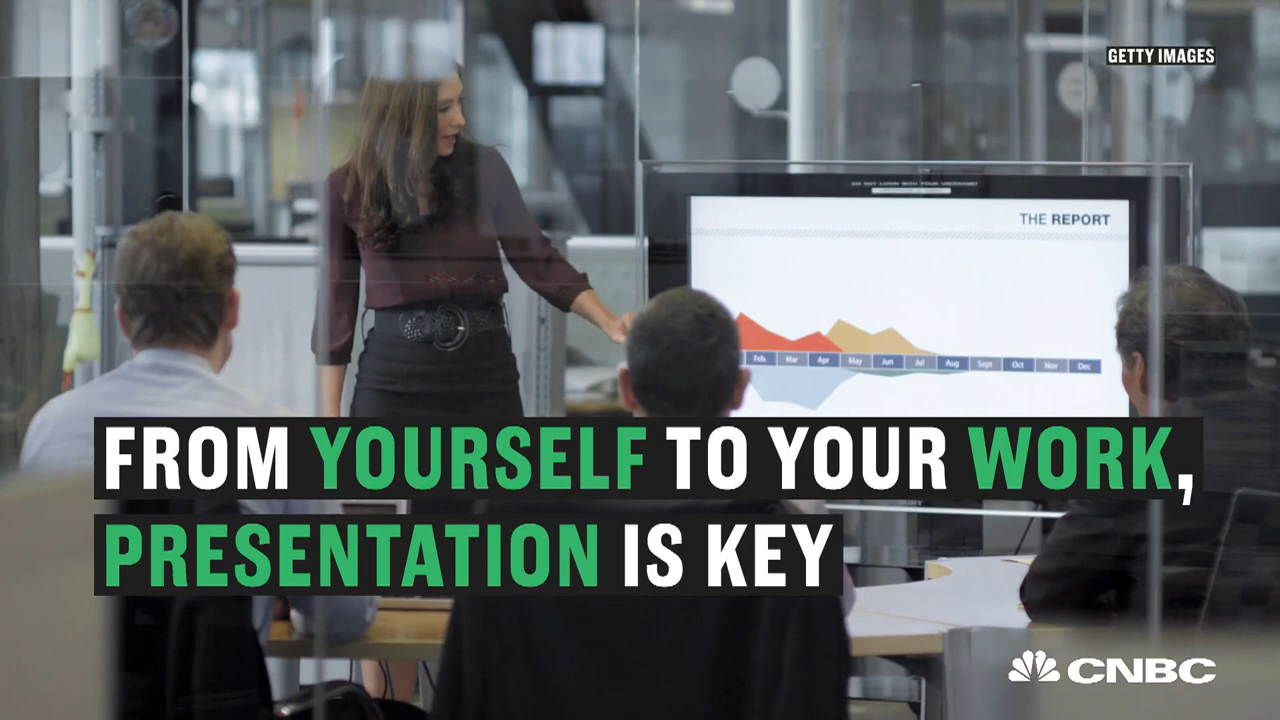 GETTY IMAGES
THE REPORT
Feb. Mar Apr May Jun Jul Aug Sept Oct Nov Dec
FROM YOURSELF TO YOUR WORK,
PRESENTATION IS KEY
CNBC